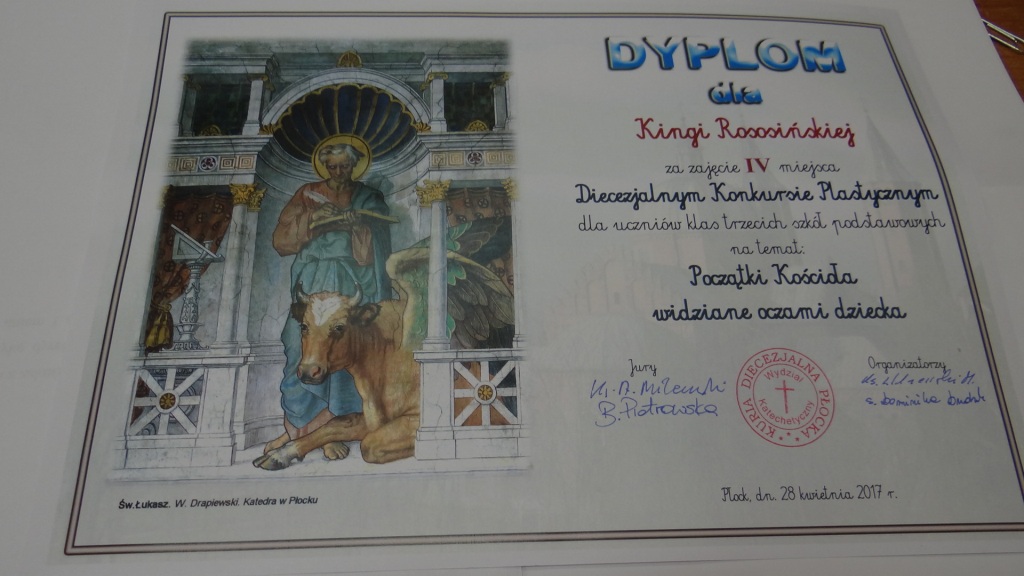 DYPLOM
dla
Kingi Rososińskiej
za zajęcie IV miejsca
Diecezjalnym Konkursie Plastycznym
dla uczniów klas trzecich szkół podstawowych
na temat:
Początki Kościoła
widziane oczami dziecka
Jury
B. Piotrowska
KURIA DIECEZJALNA PŁOCKA
Wydział
Katechetyczny
Organizatorzy
Płock, dn. 28 kwietnia 2017 r.
Św.Łukasz. W. Drapiewski. Katedra w Płocku